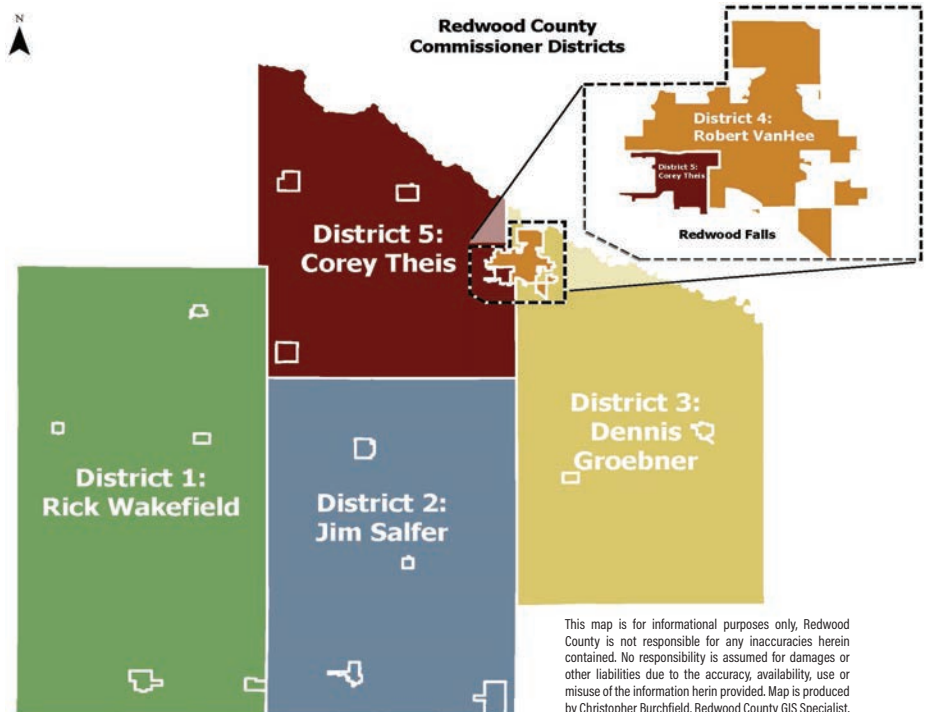 N
Redwood County
Commissioner Districts
District 4:
Robert VanHee
District 5:
Corey Theis
Redwood Falls
District 5:
Corey Theis
District 3:
Dennis
Groebner
District 1:
Rick Wakefield
District 2:
Jim Salfer
This map is for informational purposes only, Redwood
County is not responsible for any inaccuracies herein
contained. No responsibility is assumed for damages or
other liabilities due to the accuracy, availability, use or
misuse of the information herin provided. Map is produced
by Christopher Burchfield, Redwood County GIS Specialist.